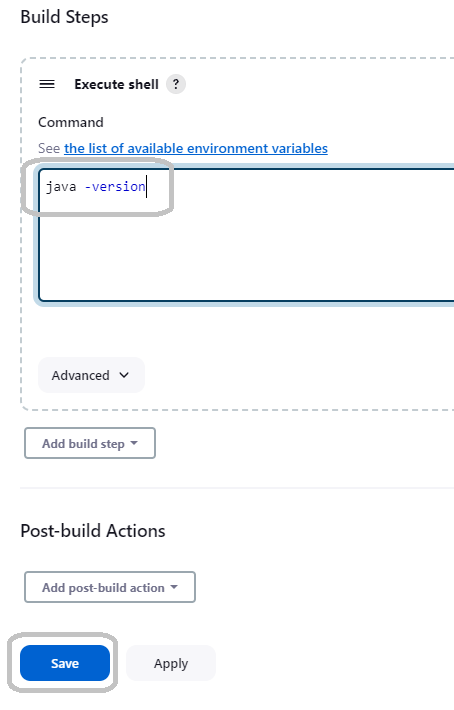 Build Steps
Execute shell ?
Command
See the list of available environment variables
java -version
Advanced
Add build step
Post-build Actions
Add post-build action
Save Apply